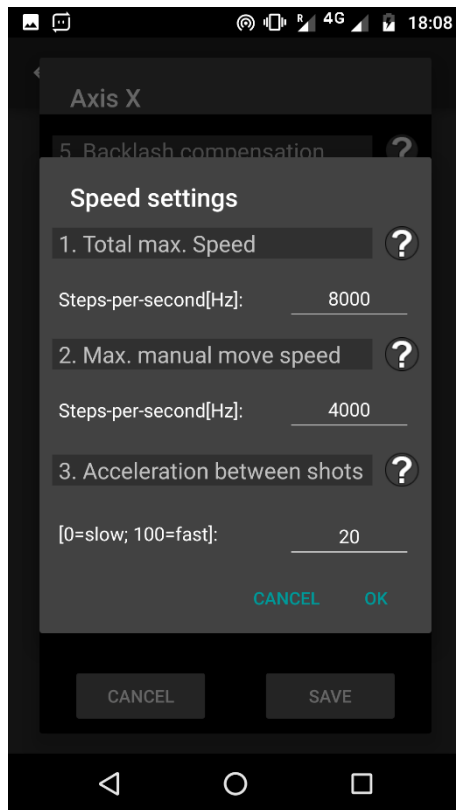 R 4G 18:08
Axis X
5. Backlash compensation ?
Speed settings
1. Total max. Speed ?
Steps-per-second[Hz]: 8000
2. Max. manual move speed ?
Steps-per-second[Hz]: 4000
3. Acceleration between shots ?
[0=slow; 100=fast]: 20
CANCEL OK
CANCEL SAVE